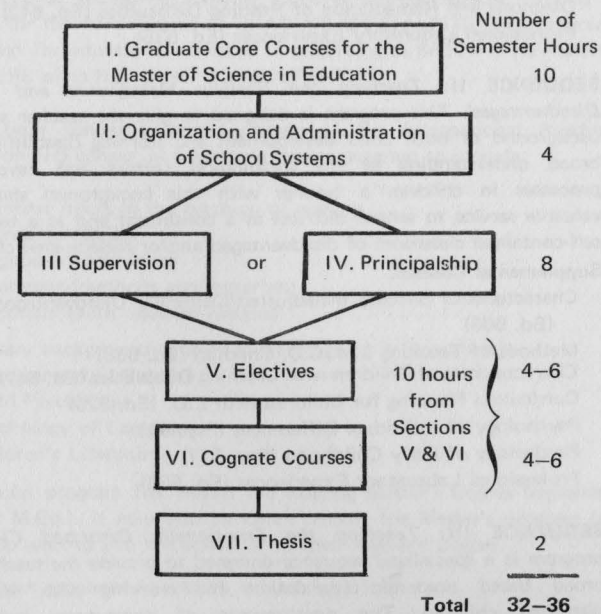 Number of
Semester Hours
I. Graduate Core Courses for the
Master of Science in Education
10
II. Organization and Administration
of School Systems
4
III Supervision or IV. Principalship 8
V. Electives
10 hours
from
Sections
V & VI
4–6
VI. Cognate Courses
4–6
VII. Thesis
2
Total 32–36